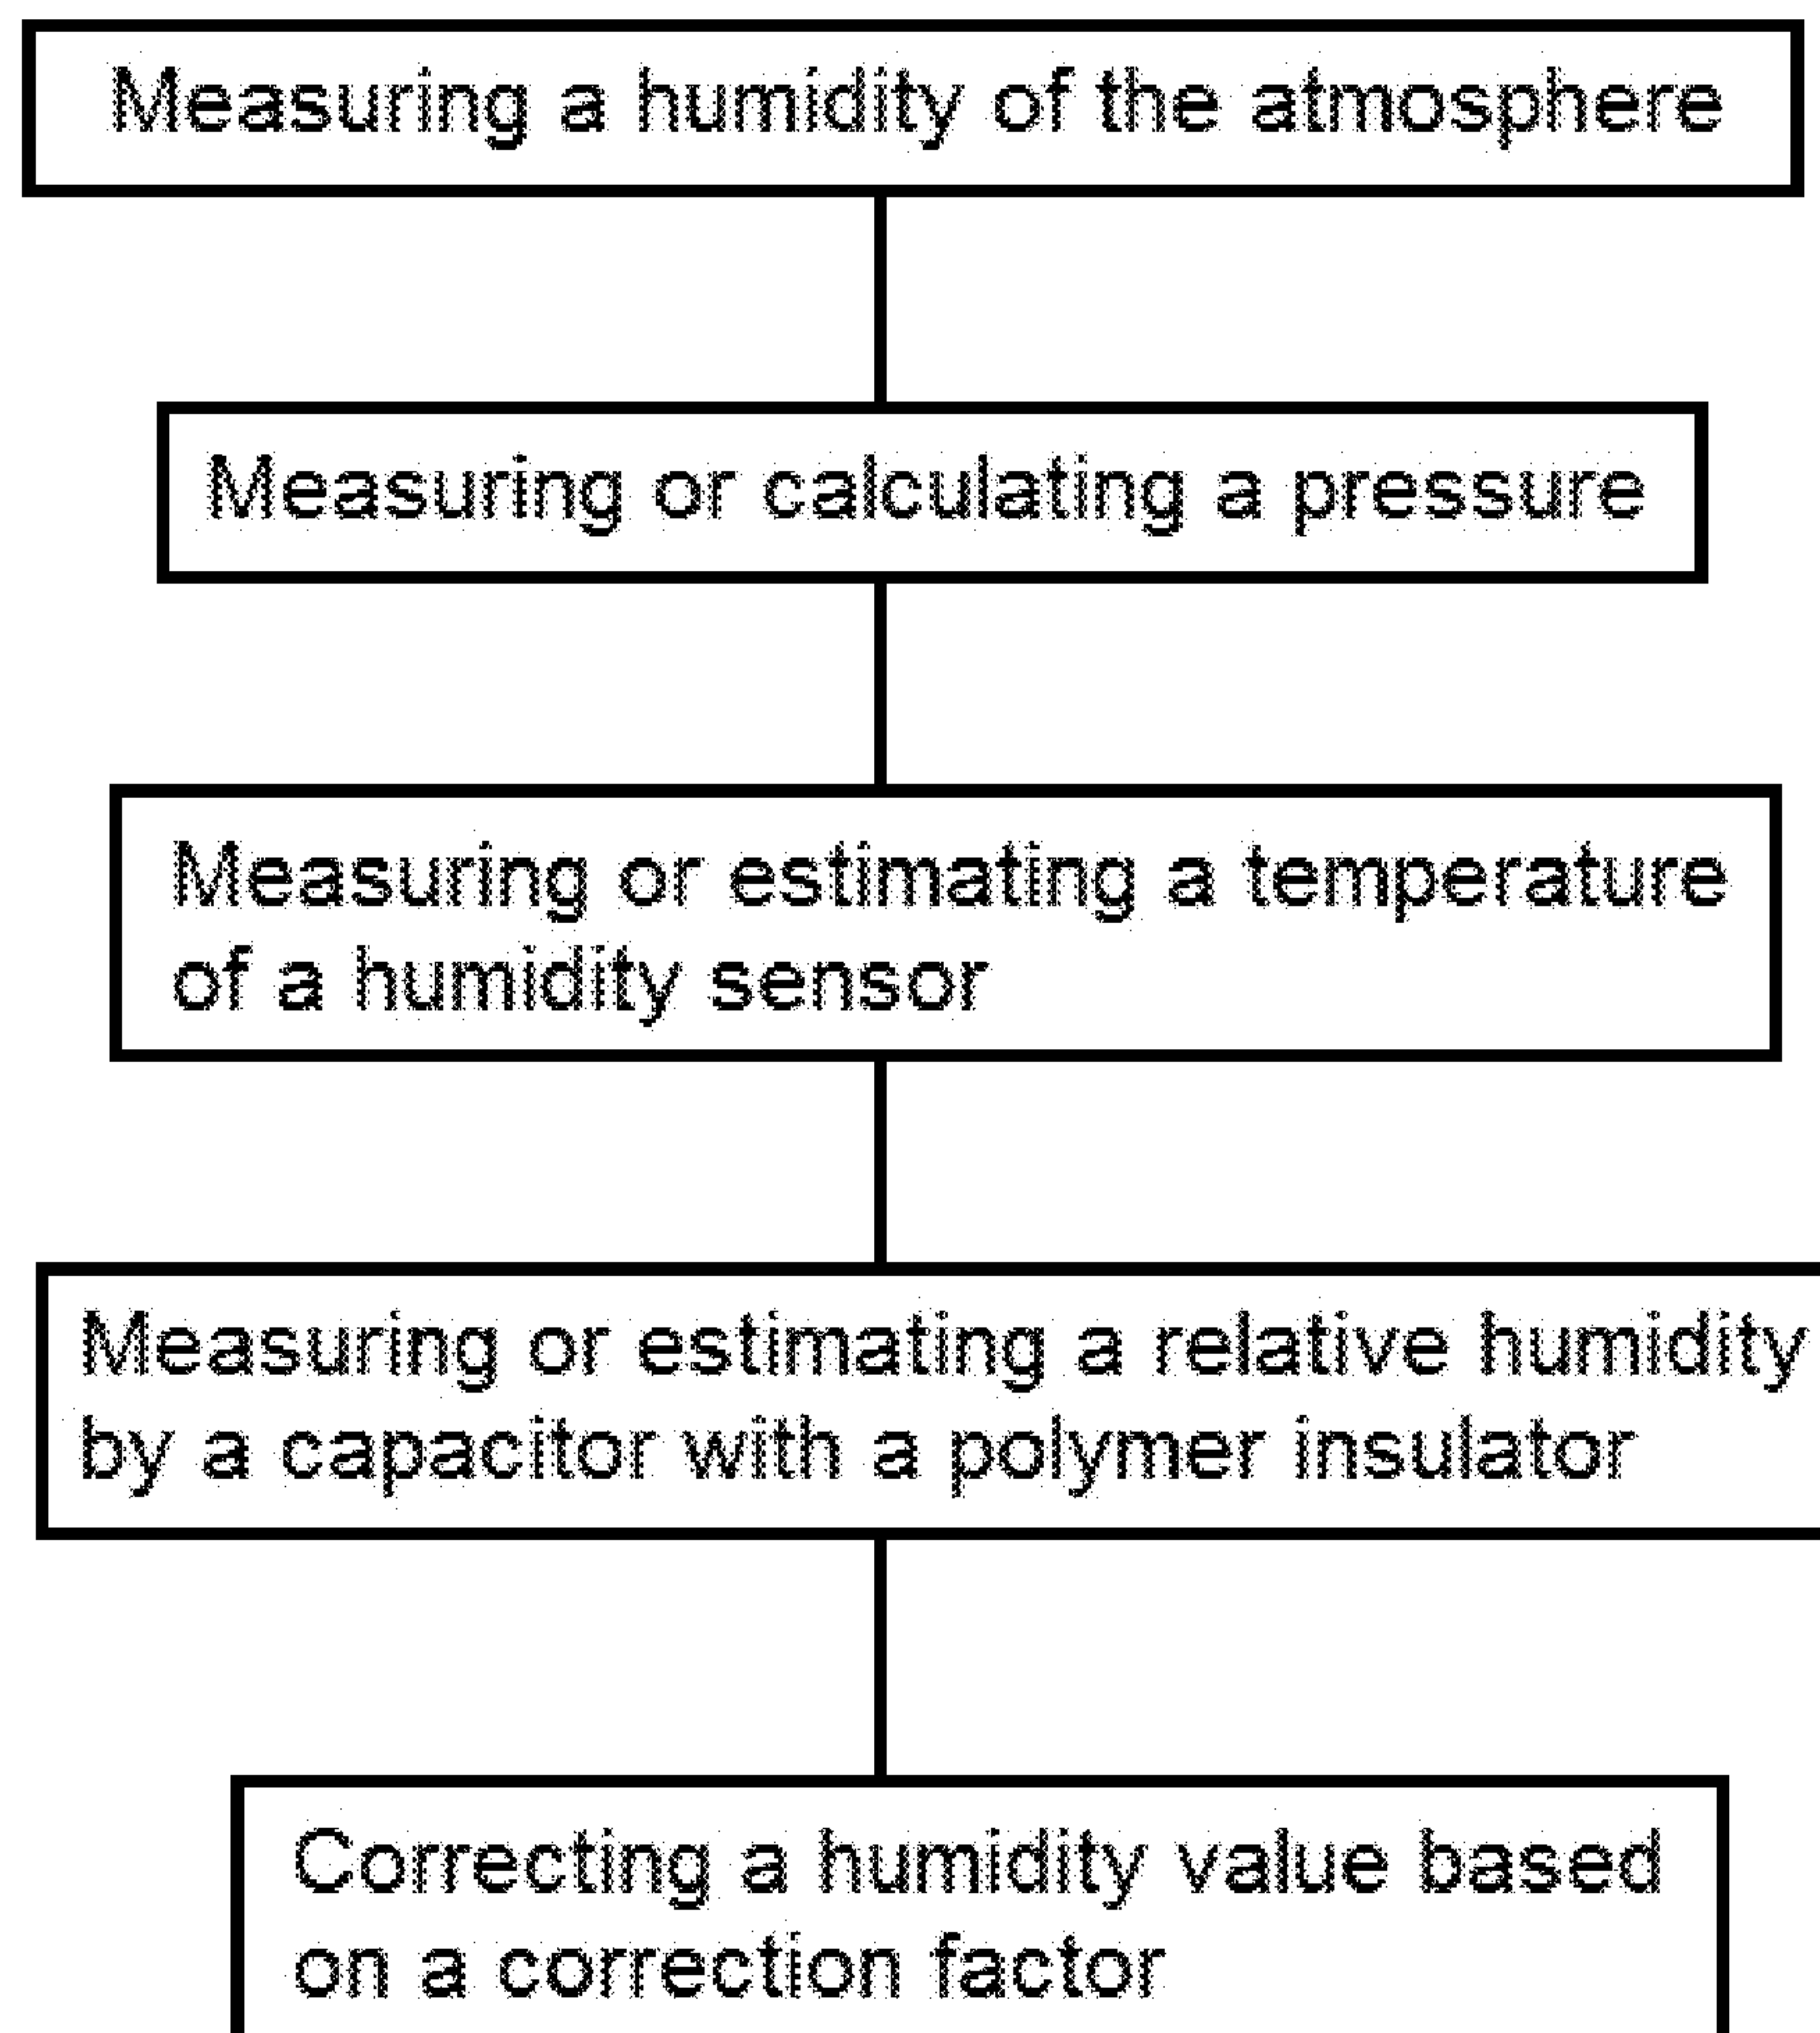 Measuring a humidity of the atmosphere
Measuring or calculating a pressure
Measuring or estimating a temperature
of a humidity sensor
Measuring or estimating a relative humidity
by a capacitor with a polymer insulator
Correcting a humidity value based
on a correction factor